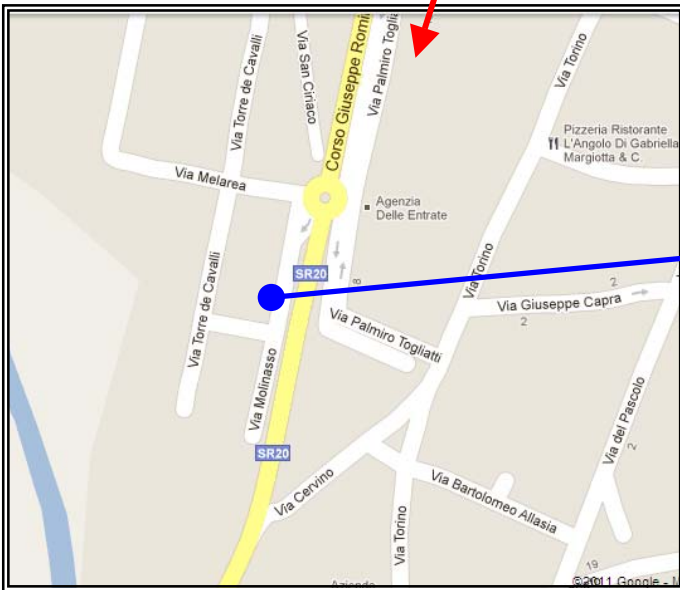 Via Torre de Cavalli
Via San Ciriaco
Corso Giuseppe Romi
Via Palmiro Toglia
Via Torino
Pizzeria Ristorante
L'Angolo Di Gabriella
Margiotta & C.
Via Melarea
Agenzia
Delle Entrate
SR20
8
Via Torino
2
Via Giuseppe Capra
2
Via Torre de Cavalli
Via Palmiro Togliatti
Via Molinasso
Via del Pascolo
2
SR20
Via Cervino
Via Bartolomeo Allasia
Via Torino
19
©2011 Google - M